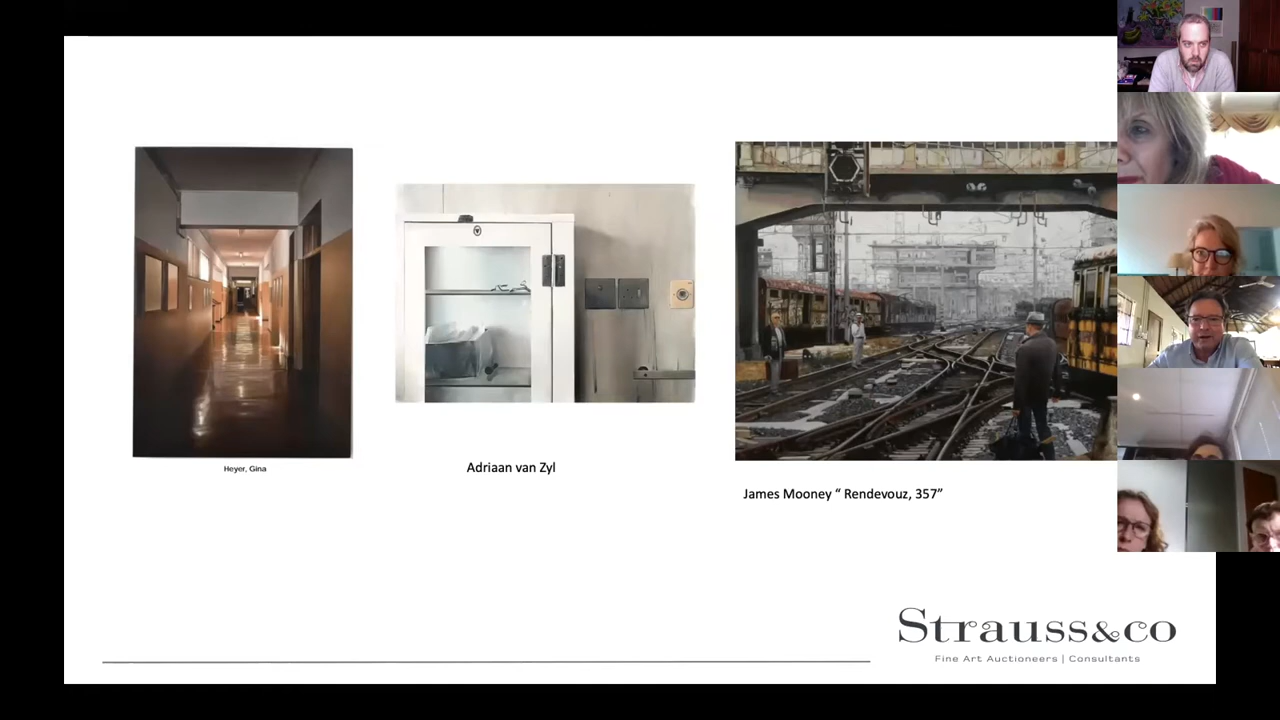 Heyer, Gina
Adriaan van Zyl
James Mooney “ Rendevouz, 357”
Strauss&co
Fine Art Auctioneers | Consultants